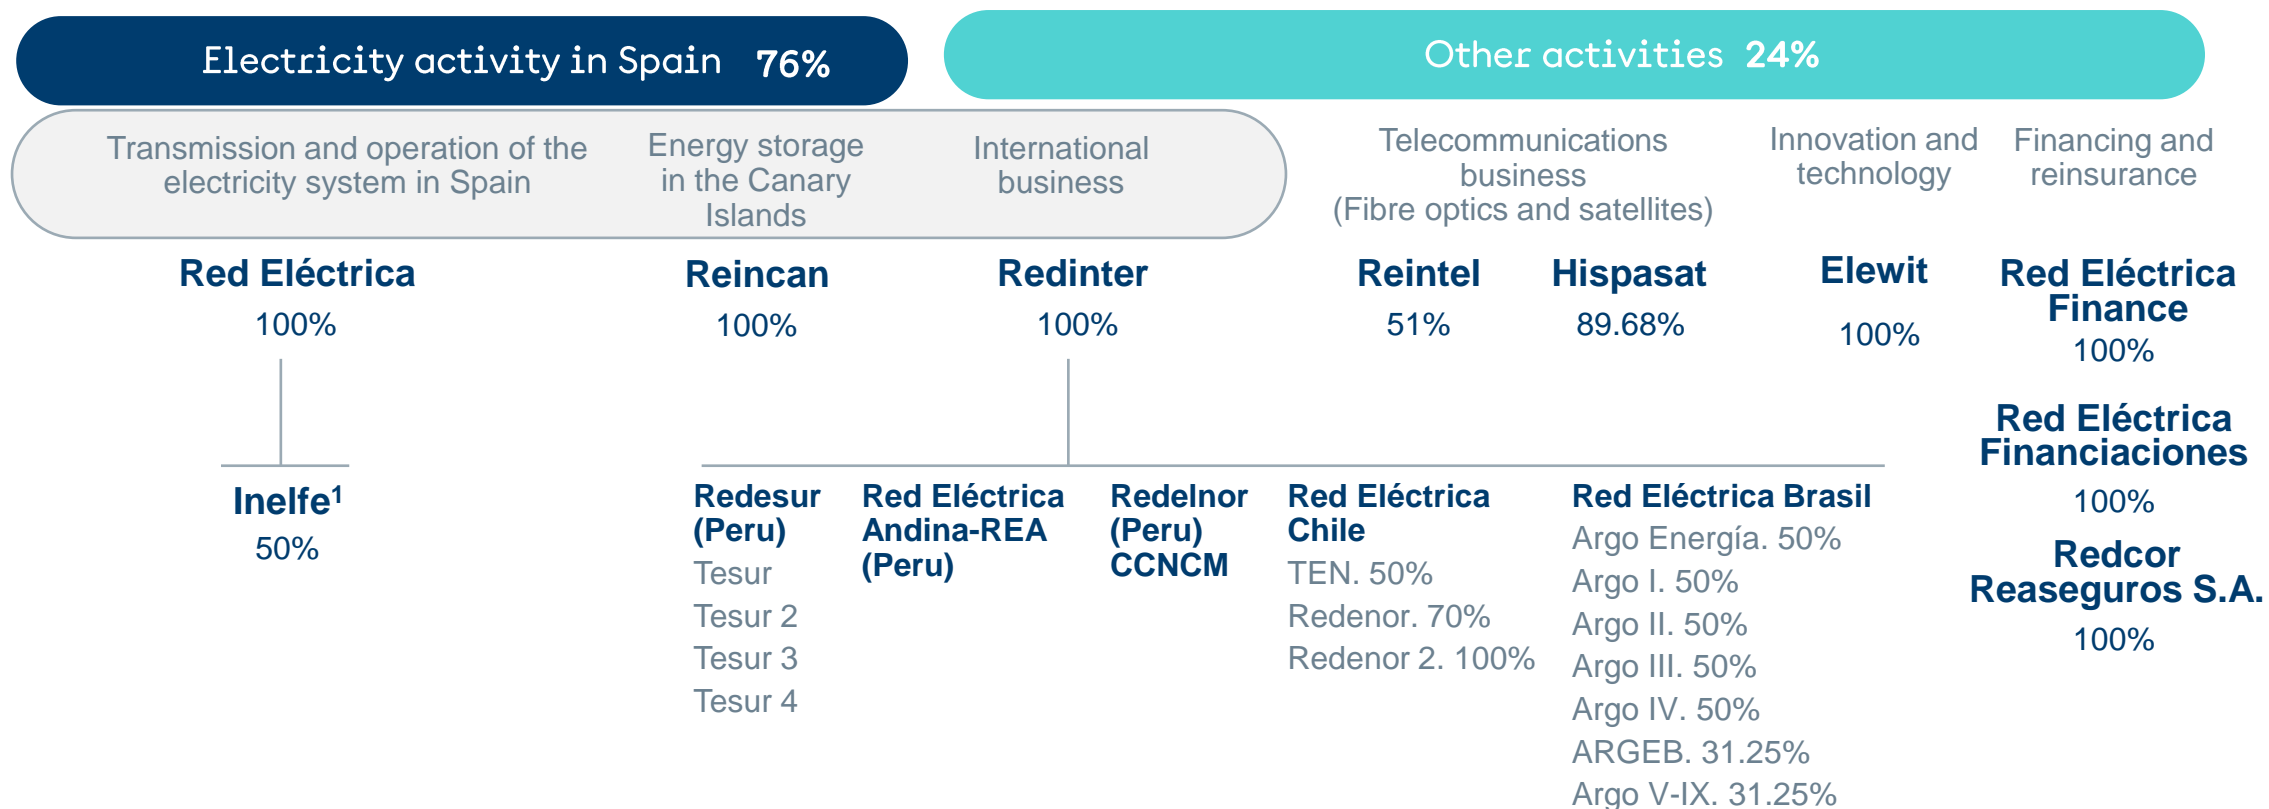 Electricity activity in Spain 76%
Other activities 24%
Transmission and operation of the
electricity system in Spain
Energy storage
in the Canary
Islands
International
business
Telecommunications
business
(Fibre optics and satellites)
Innovation and
technology
Financing and
reinsurance
Red Eléctrica
100%
Reincan
100%
Redinter
100%
Reintel
51%
Hispasat
89.68%
Elewit
100%
Red Eléctrica
Finance
100%
Red Eléctrica
Financiaciones
100%
Redcor
Reaseguros S.A.
100%
Inelfe¹
50%
Redesur
(Peru)
Tesur
Tesur 2
Tesur 3
Tesur 4
Red Eléctrica
Andina-REA
(Peru)
Redelnor
(Peru)
CCNCM
Red Eléctrica
Chile
TEN. 50%
Redenor. 70%
Redenor 2. 100%
Red Eléctrica Brasil
Argo Energía. 50%
Argo I. 50%
Argo II. 50%
Argo III. 50%
Argo IV. 50%
ARGEB. 31.25%
Argo V-IX. 31.25%